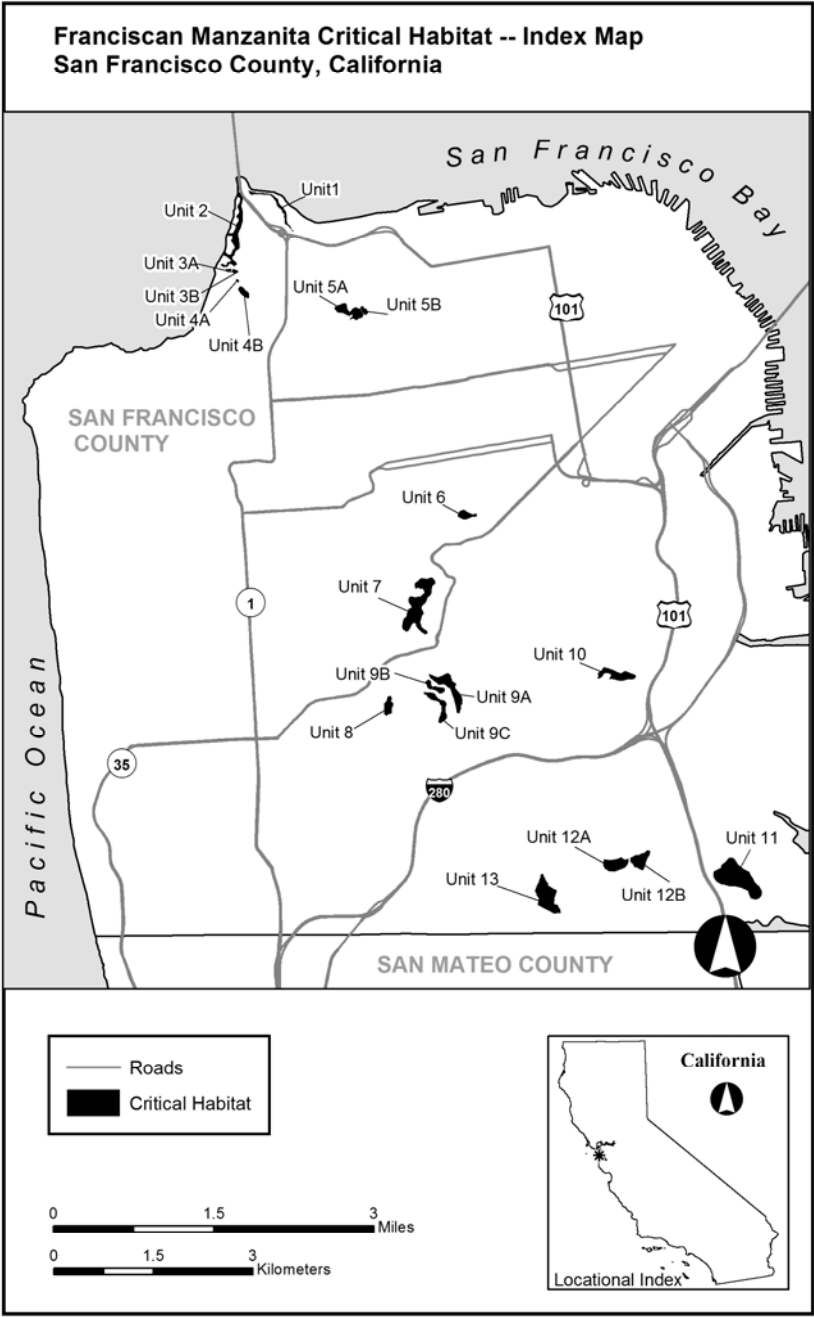 Franciscan Manzanita Critical Habitat -- Index Map
San Francisco County, California
San Francisco Bay
Unit1
Unit 2
Unit 3A
Unit 3B
Unit 4A
Unit 4B
Unit 5A
Unit 5B
101
SAN FRANCISCO
COUNTY
Unit 6
Unit 7
1
101
Unit 10
Unit 9B
Unit 9A
Unit 8
Unit 9C
Pacific Ocean
35
280
Unit 12A
Unit 11
Unit 13
Unit 12B
SAN MATEO COUNTY
Roads
Critical Habitat
California
0 1.5 3
Miles
0 1.5 3
Kilometers
Locational Index